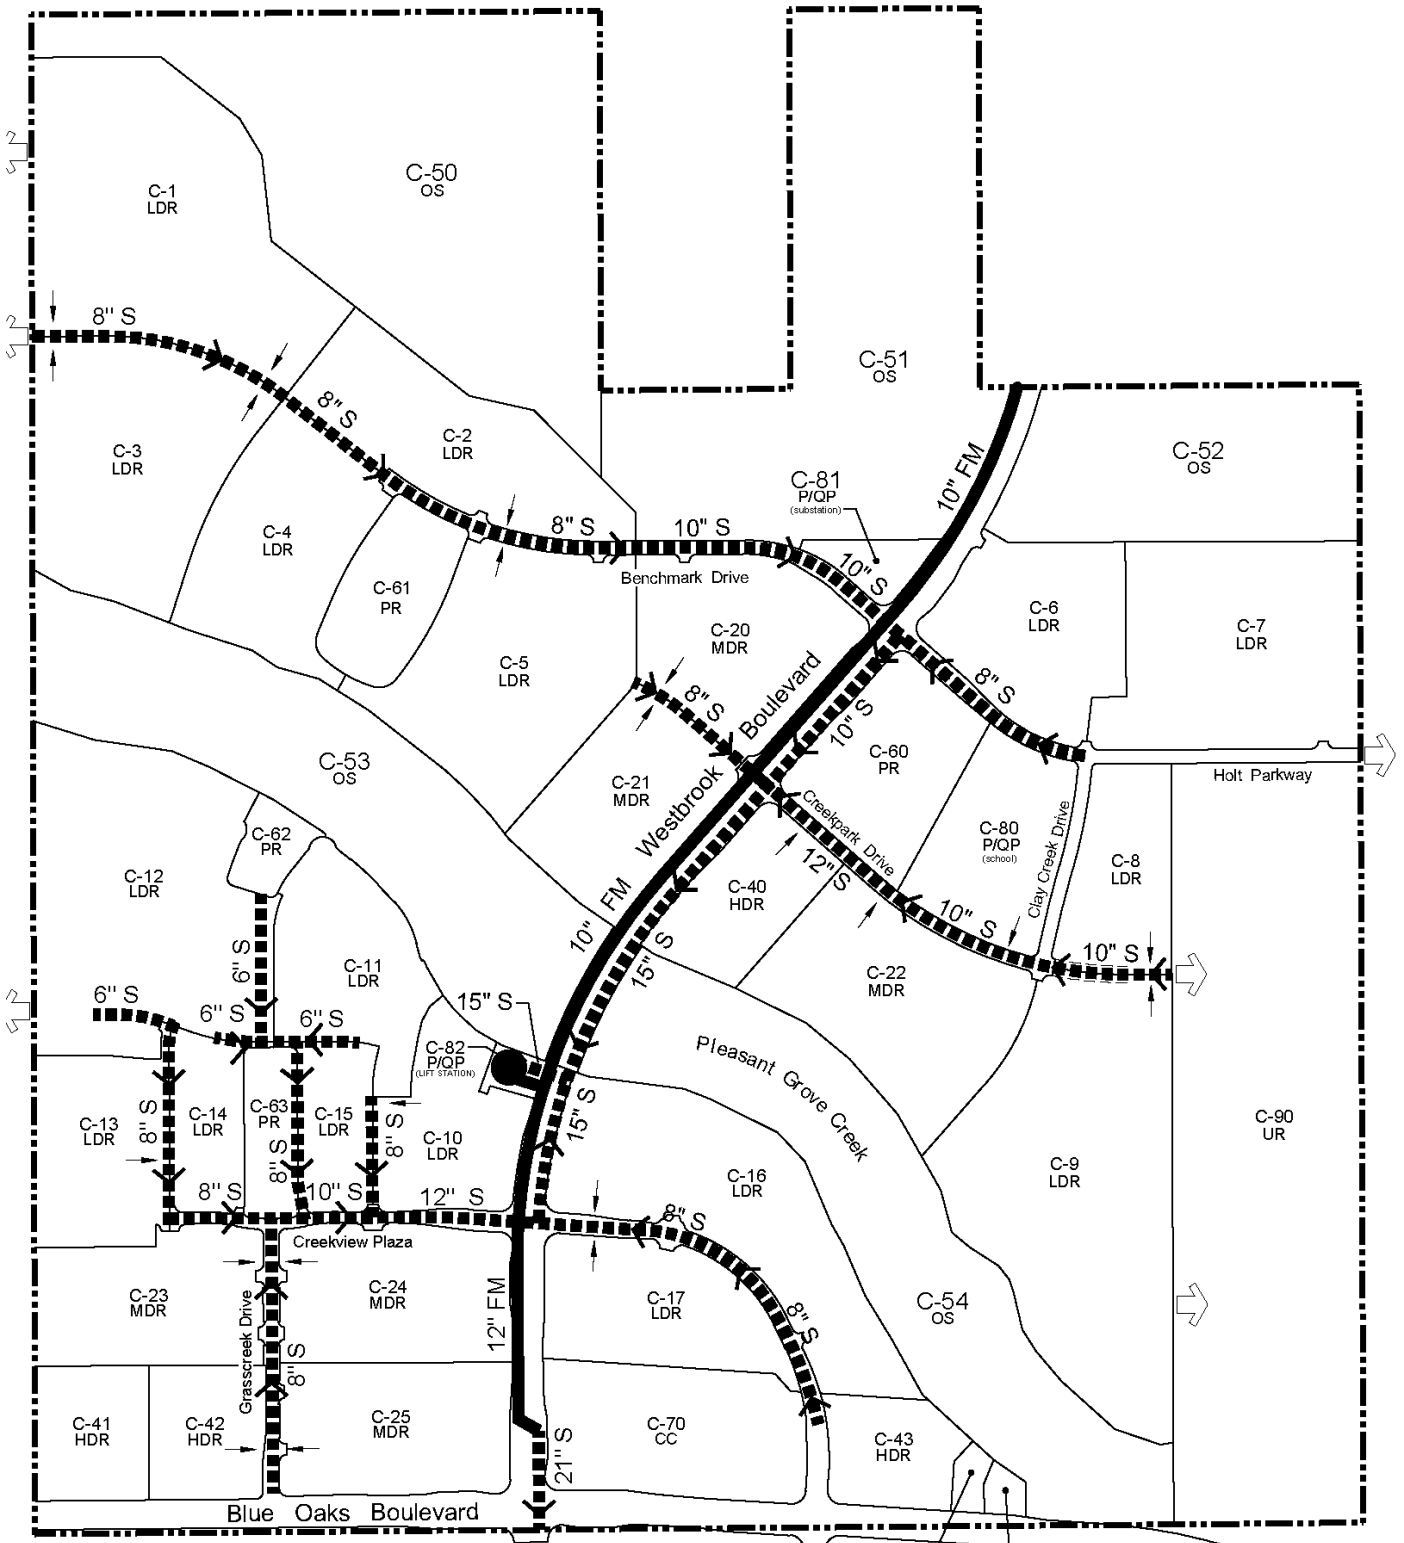 C-50
OS
C-1
LDR
8" S
C-51
OS
8" S
C-2
LDR
C-3
LDR
C-52
OS
10" FM
C-81
P/QP
(substation)
8" S
10" S
C-4
LDR
10" S
Benchmark Drive
C-61
PR
C-6
LDR
C-7
LDR
C-20
MDR
C-5
LDR
8" S
8" S
Westbrook Boulevard
10" S
C-60
PR
C-53
OS
Holt Parkway
C-21
MDR
Creekpark Drive
C-62
PR
C-80
P/QP
(school)
Clay Creek Drive
C-8
LDR
12" S
C-12
LDR
C-40
HDR
10" FM
10" S
10" S
6" S
15" S
C-11
LDR
C-22
MDR
6" S
6" S
6" S
15" S
C-82
P/QP
(LIFT STATION)
Pleasant Grove Creek
C-13
LDR
8" S
C-14
LDR
C-63
PR
C-15
LDR
8" S
8" S
C-10
LDR
15" S
C-90
UR
C-16
LDR
C-9
LDR
8" S
10" S
12" S
8" S
Creekview Plaza
C-23
MDR
Grasscreek Drive
C-24
MDR
12" FM
C-17
LDR
8" S
C-54
OS
8" S
C-41
HDR
C-42
HDR
C-25
MDR
C-70
CC
C-43
HDR
21" S
Blue Oaks Boulevard